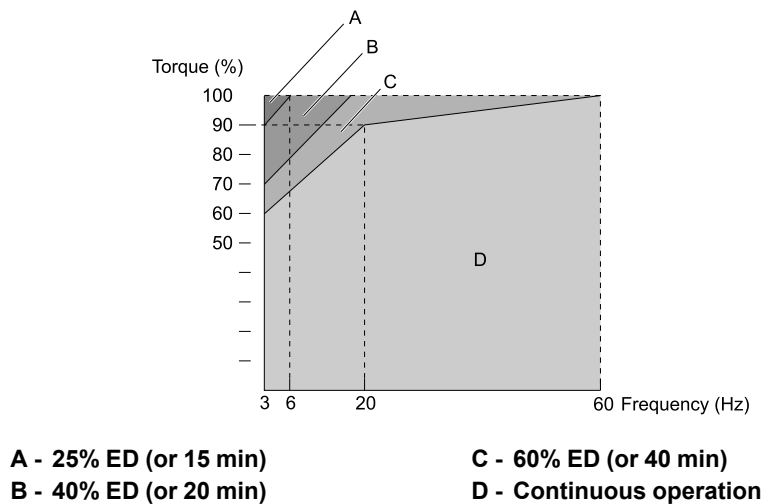 A
B
C
Torque (%)
100
90
80
70
60
50
D
3 6 20 60 Frequency (Hz)
A - 25% ED (or 15 min)
B - 40% ED (or 20 min)
C - 60% ED (or 40 min)
D - Continuous operation